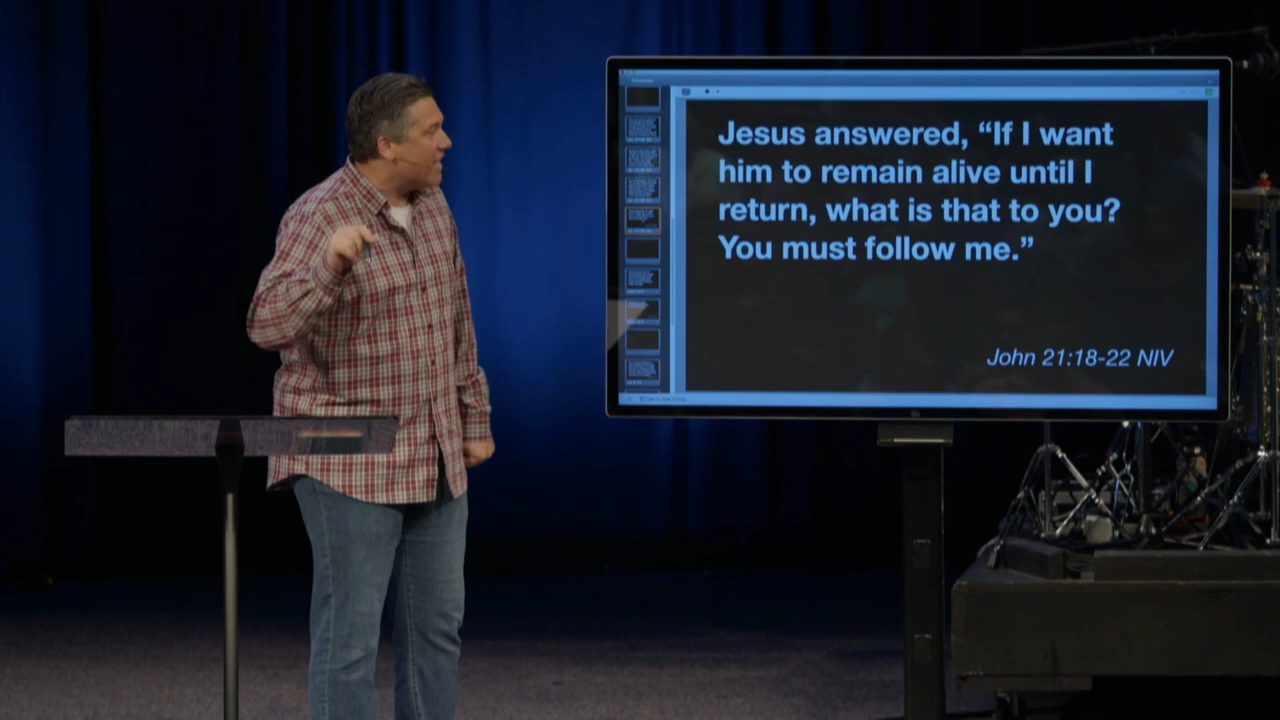 Jesus answered, “If I want
him to remain alive until I
return, what is that to you?
You must follow me.”
John 21:18-22 NIV